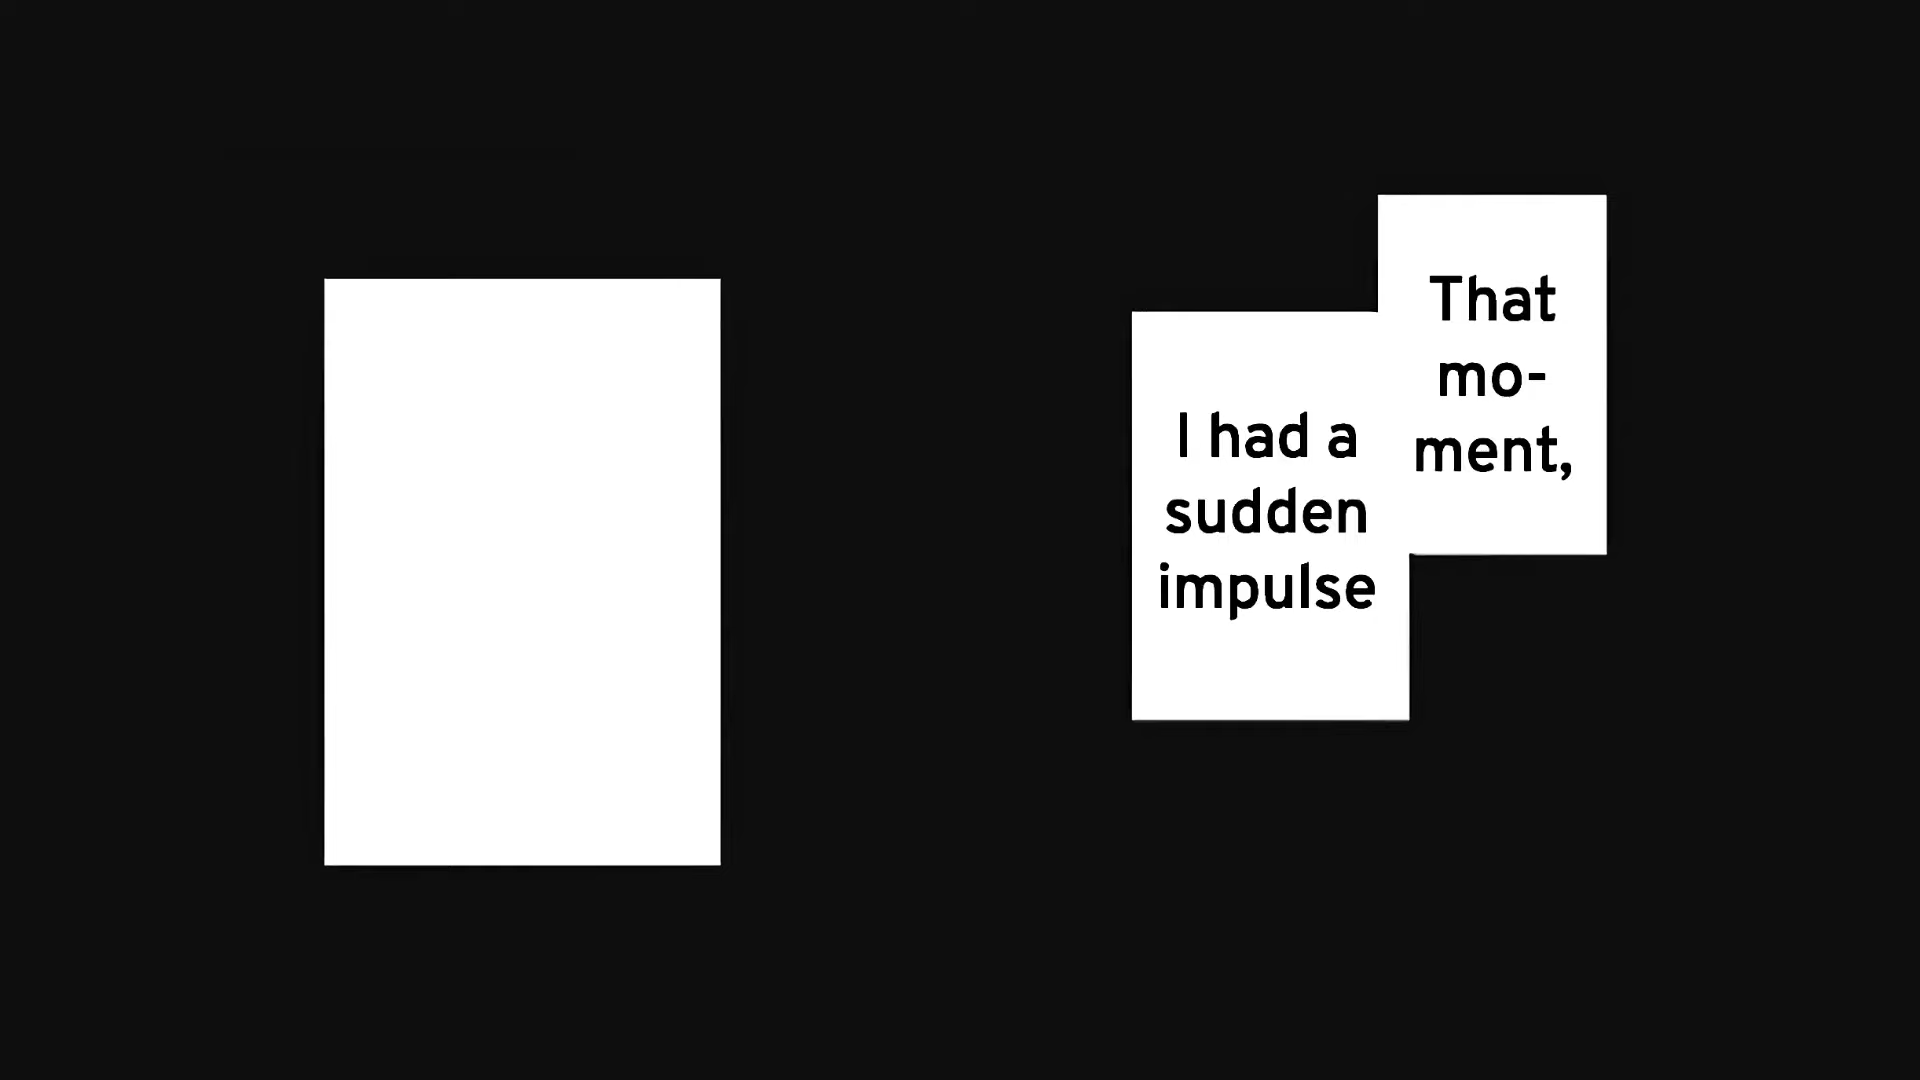 That
mo-
ment,
I had a
sudden
impulse